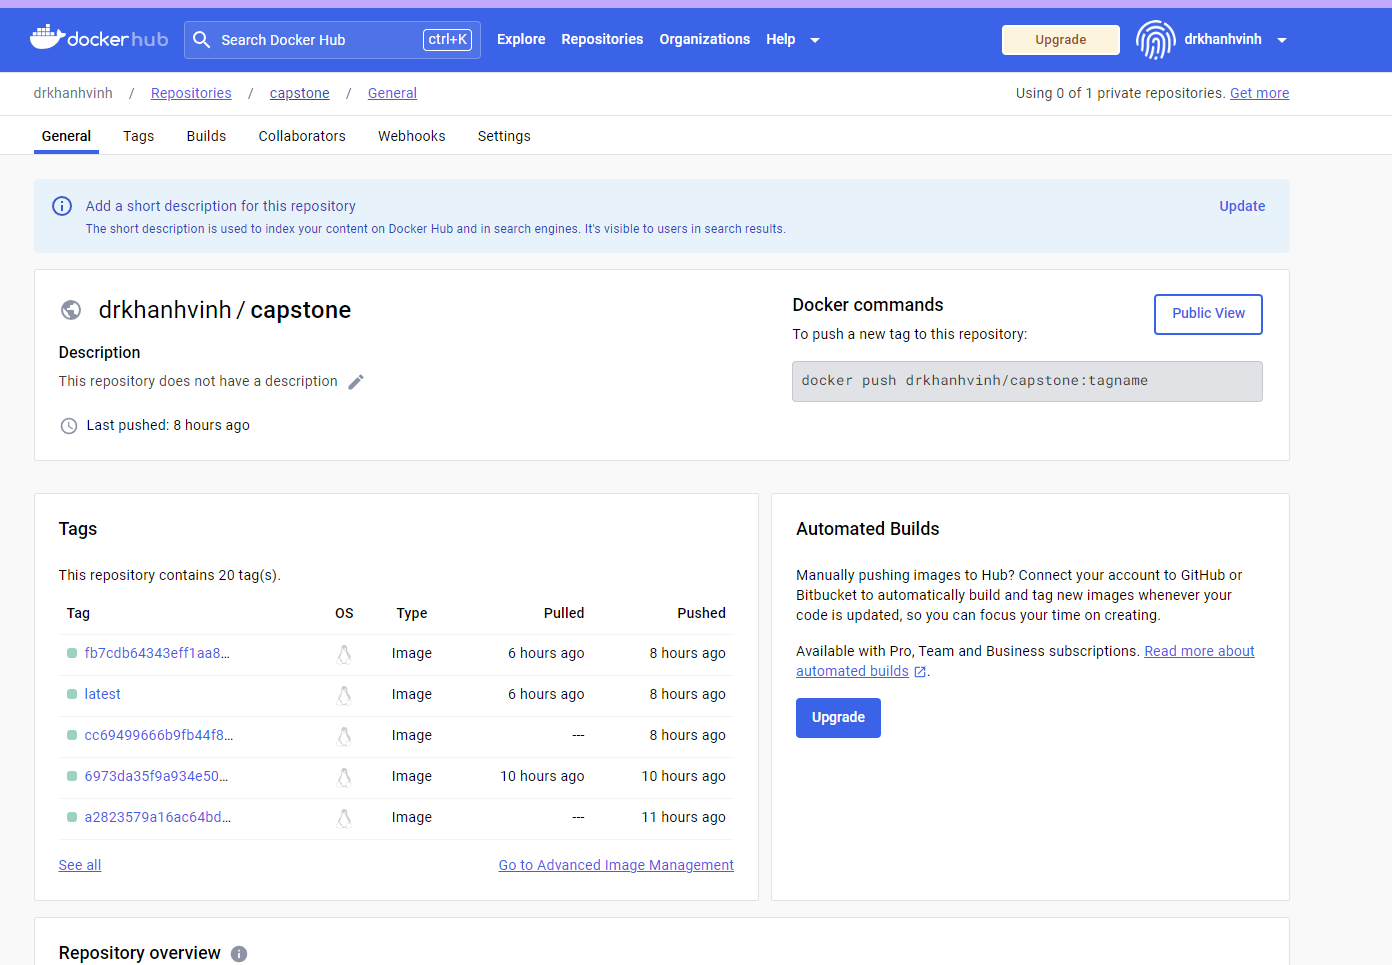 docker hub
Search Docker Hub
ctrl+K
Explore
Repositories
Organizations
Help
Upgrade
drkhanhvinh
drkhanhvinh / Repositories / capstone / General
Using 0 of 1 private repositories. Get more
General
Tags
Builds
Collaborators
Webhooks
Settings
Add a short description for this repository
Update
The short description is used to index your content on Docker Hub and in search engines. It's visible to users in search results.
drkhanhvinh / capstone
Description
This repository does not have a description
Last pushed: 8 hours ago
Docker commands
Public View
To push a new tag to this repository:
docker push drkhanhvinh/capstone:tagname
Tags
This repository contains 20 tag(s).
Tag OS Type Pulled Pushed
fb7cdb64343eff1aa8... Image 6 hours ago 8 hours ago
latest Image 6 hours ago 8 hours ago
cc69499666b9fb44f8... Image --- 8 hours ago
6973da35f9a934e50... Image 10 hours ago 10 hours ago
a2823579a16ac64bd... Image --- 11 hours ago
See all
Go to Advanced Image Management
Automated Builds
Manually pushing images to Hub? Connect your account to GitHub or
Bitbucket to automatically build and tag new images whenever your
code is updated, so you can focus your time on creating.
Available with Pro, Team and Business subscriptions. Read more about
automated builds .
Upgrade
Repository overview